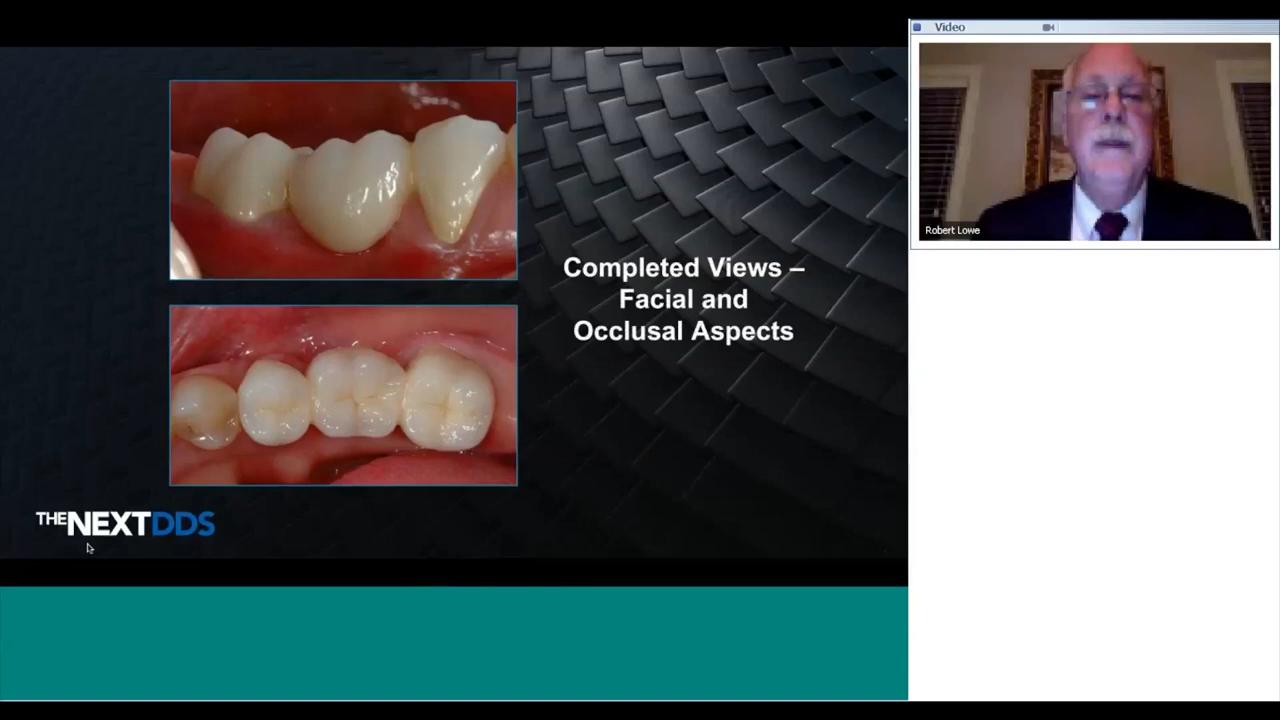 Video
Robert Lowe
Completed Views –
Facial and
Occlusal Aspects
THENEXTDDS